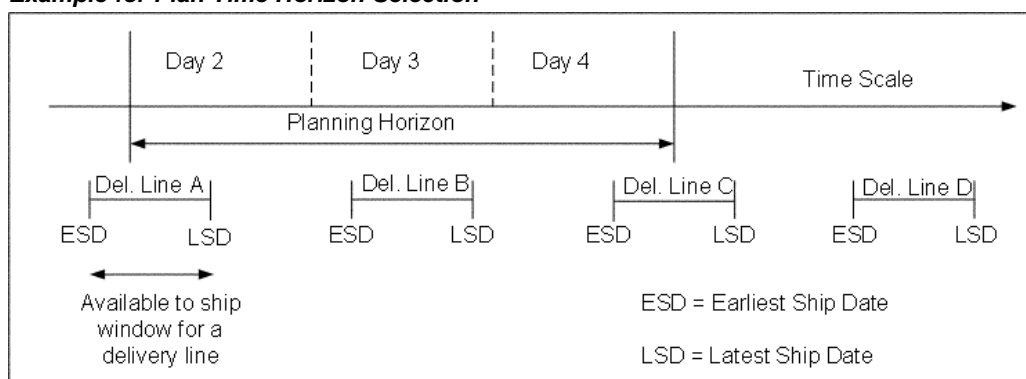 Example for Plan Time Horizon Selection
Day 2 Day 3 Day 4
Time Scale
Planning Horizon
Del. Line A Del. Line B Del. Line C Del. Line D
ESD LSD ESD LSD ESD LSD ESD LSD
Available to ship
window for a
delivery line
ESD = Earliest Ship Date
LSD = Latest Ship Date